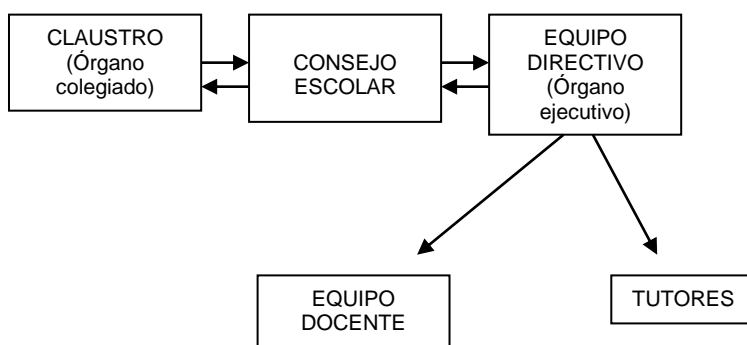 CLAUSTRO
(Órgano
colegiado)
CONSEJO
ESCOLAR
EQUIPO
DIRECTIVO
(Órgano
ejecutivo)
EQUIPO
DOCENTE
TUTORES